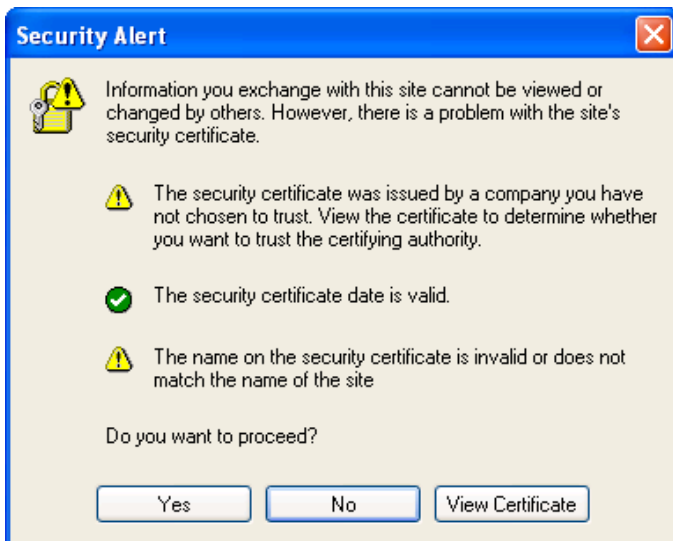 Security Alert
Information you exchange with this site cannot be viewed or
changed by others. However, there is a problem with the site's
security certificate.
The security certificate was issued by a company you have
not chosen to trust. View the certificate to determine whether
you want to trust the certifying authority.
The security certificate date is valid.
The name on the security certificate is invalid or does not
match the name of the site
Do you want to proceed?
Yes No View Certificate